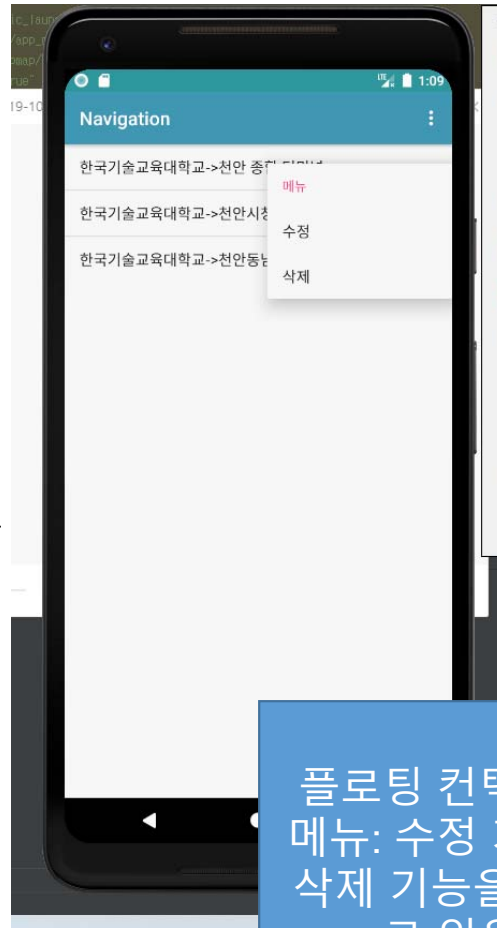 19-10
1:09
Navigation
한국기술교육대학교->천안 종합
한국기술교육대학교->천안시청
한국기술교육대학교->천안동남
메뉴
수정
삭제
플로팅
메뉴: 수정
삭제 기능을